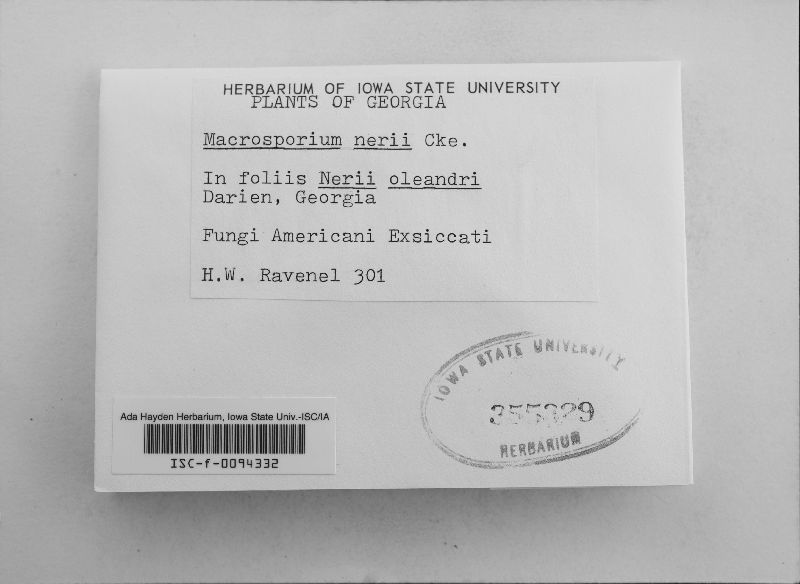 HERBARIUM OF IOWA STATE UNIVERSITY
PLANTS OF GEORGIA
Macrosporium nerii Cke.
In foliis Nerii oleandri
Darien, Georgia
Fungi Americani Exsiccati
H.W. Ravenel 301
IOWA STATE UNIVERSITY
355329
HERBARIUM
Ada Hayden Herbarium, Iowa State Univ.-ISC/IA
ISC-f-0094332